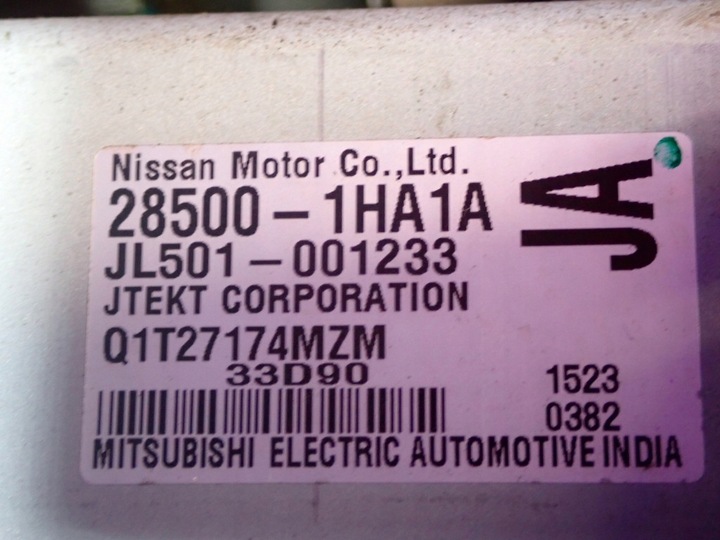 Nissan Motor Co.,Ltd.
28500-1HA1A
JL501-001233
JTEKT CORPORATION
Q1T27174MZM
33D90
1523
0382
MITSUBISHI ELECTRIC AUTOMOTIVE INDIA
JA